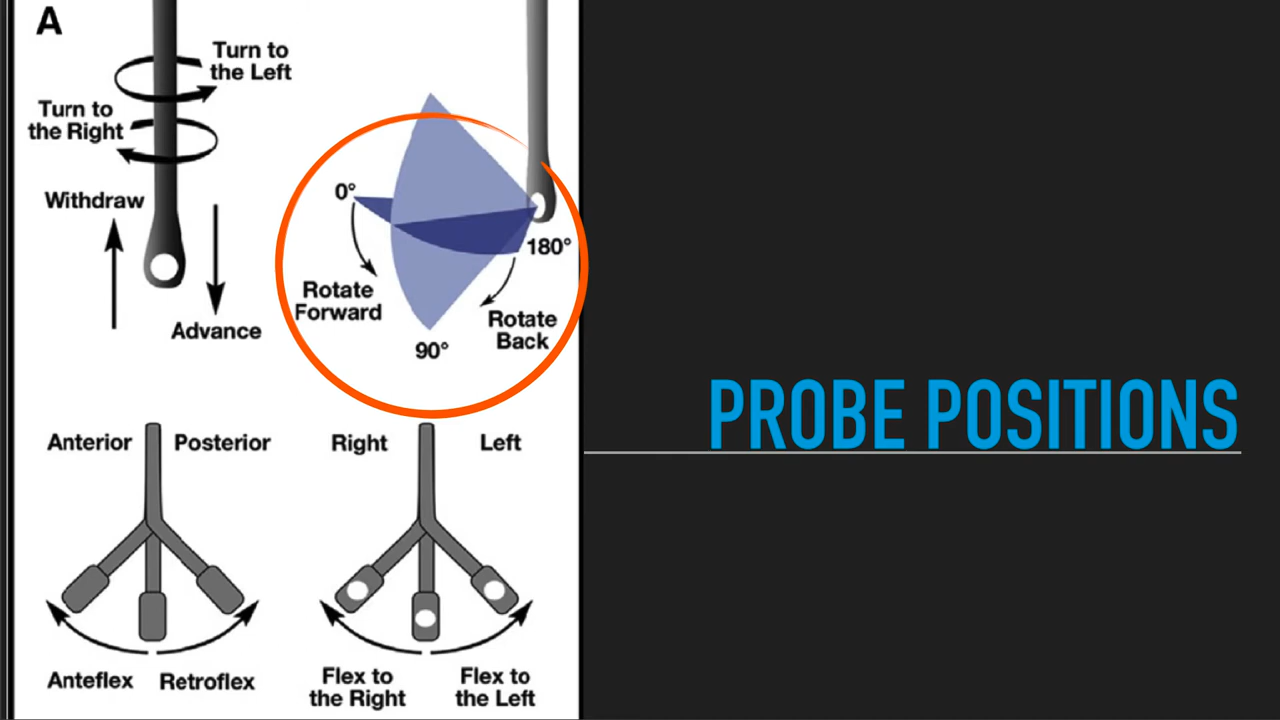 A
Turn to
the Left
Turn to
the Right
Withdraw
Advance
0°
180°
Rotate
Forward
Rotate
Back
90°
Anterior
Posterior
Anteflex
Retroflex
Right
Left
Flex to
the Right
Flex to
the Left
PROBE POSITIONS